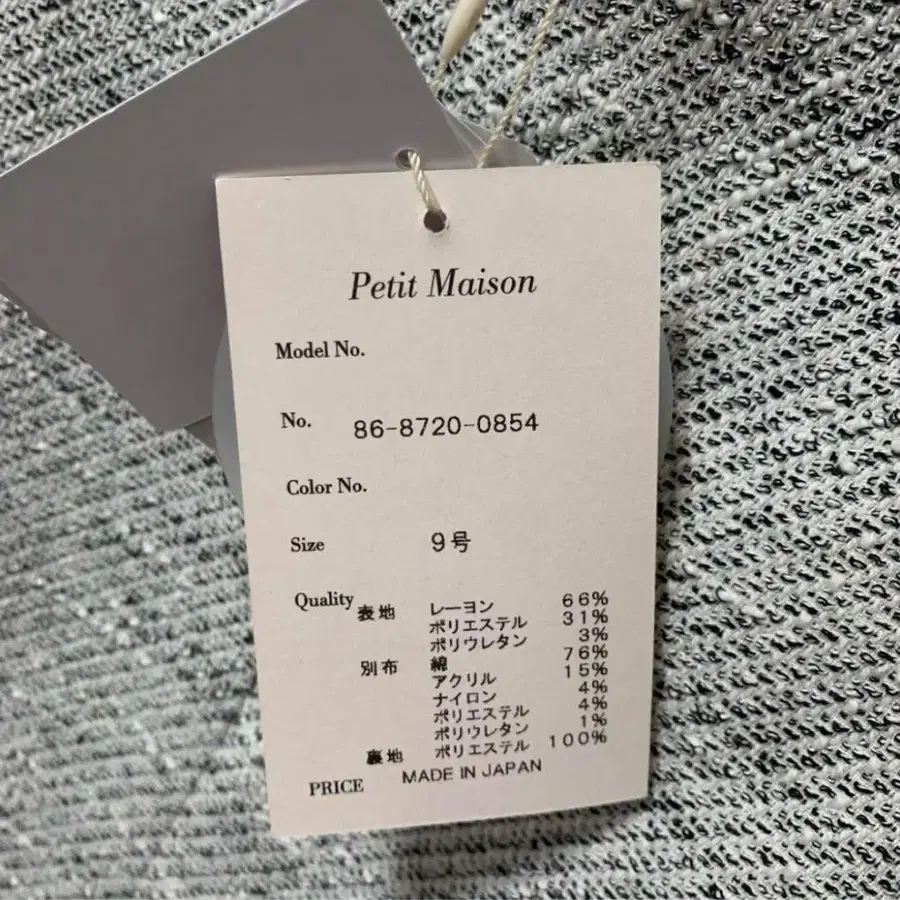 Petit Maison
Model No.
No. 86-8720-0854
Color No.
Size 9号
Quality 表地 レーヨン 66%
ポリエステル 31%
ポリウレタン 3%
別布 綿 76%
アクリル 15%
ナイロン 4%
ポリエステル 4%
ポリウレタン 1%
裏地 ポリエステル 100%
PRICE MADE IN JAPAN